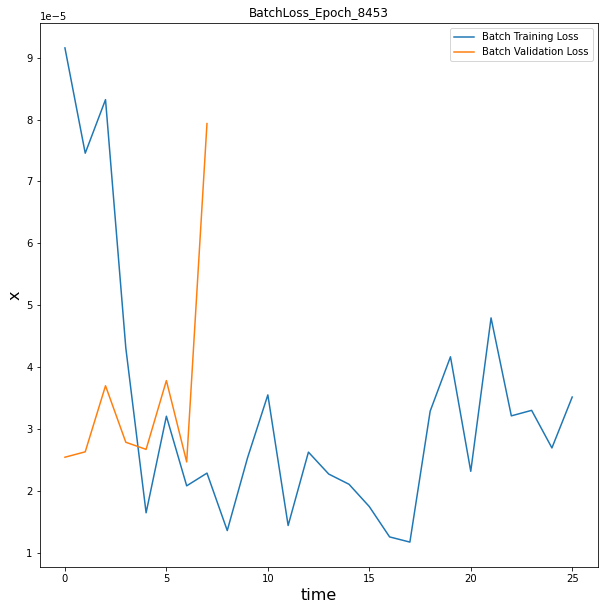 BatchLoss_Epoch_8453
1e−5
Batch Training Loss
Batch Validation Loss
9
8
7
6
5
4
3
2
1
x
0 5 10 15 20 25
time